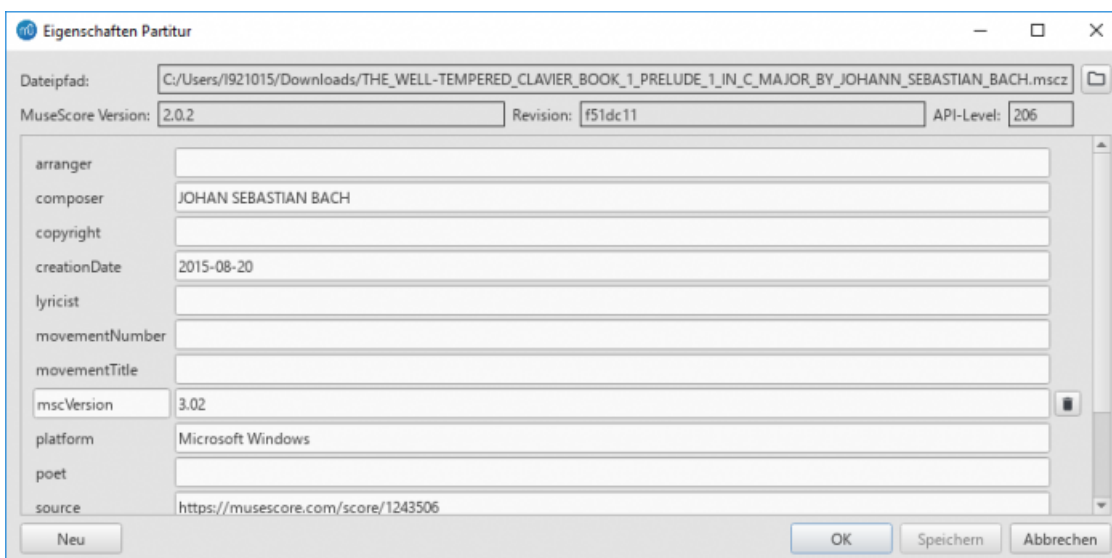 Eigenschaften Partitur
Dateipfad: C:/Users/I921015/Downloads/THE_WELL-TEMPERED_CLAVIER_BOOK_1_PRELUDE_1_IN_C_MAJOR_BY_JOHANN_SEBASTIAN_BACH.mscz
MuseScore Version: 2.0.2 Revision: f51dc11 API-Level: 206
arranger
composer JOHAN SEBASTIAN BACH
copyright
creationDate 2015-08-20
lyricist
movementNumber
movementTitle
mscVersion 3.02
platform Microsoft Windows
poet
source https://musescore.com/score/1243506
Neu OK Speichern Abbrechen